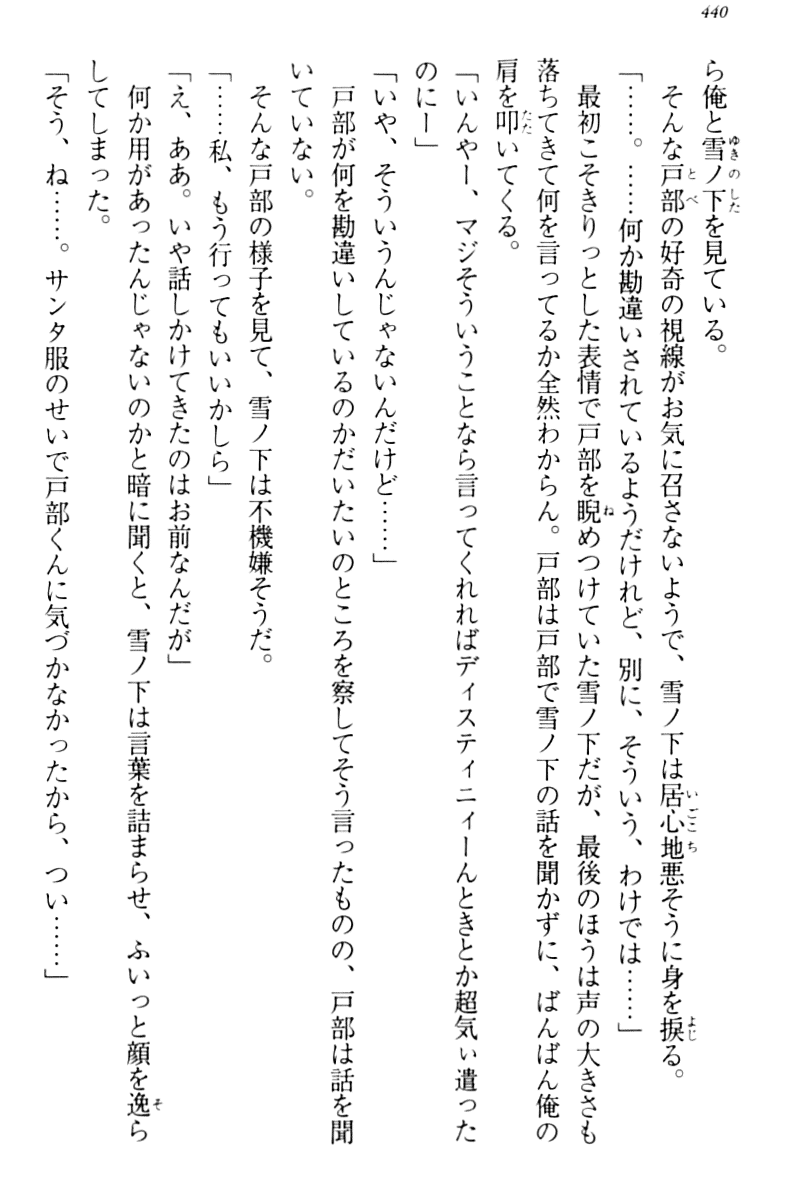 440
ら俺と雪ノ下を見ている。
そんな戸部の好奇の視線がお気に召さないようで、雪ノ下は居心地悪そうに身を捩る。
「……。……何か勘違いされているようだけれど、別に、そういう、わけでは……」
最初こそきりっとした表情で戸部を睨めつけていた雪ノ下だが、最後のほうは声の大きさも
落ちてきて何を言ってるか全然わからん。戸部は戸部で雪ノ下の話を聞かずに、ばんばん俺の
肩を叩いてくる。
「いんやー、マジそういうことなら言ってくれればディスティニィーんときとか超気ぃ遣った
のにー」
「いや、そういうんじゃないんだけど……」
戸部が何を勘違いしているのかだいたいのところを察してそう言ったものの、戸部は話を聞
いていない。
そんな戸部の様子を見て、雪ノ下は不機嫌そうだ。
「……私、もう行ってもいいかしら」
「え、ああ。いや話しかけてきたのはお前なんだが」
何か用があったんじゃないのかと暗に聞くと、雪ノ下は言葉を詰まらせ、ふいっと顔を逸ら
してしまった。
「そう、ね……。サンタ服のせいで戸部くんに気づかなかったから、つい……」